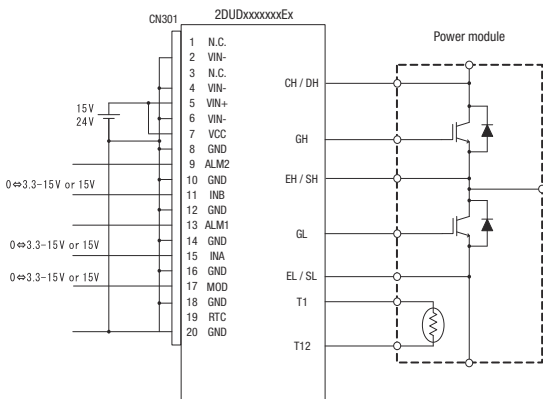 2DUDxxxxxxxEx
CN301
Power module
1 N.C.
2 VIN-
3 N.C.
4 VIN-
5 VIN+
6 VIN-
7 VCC
8 GND
9 ALM2
10 GND
11 INB
12 GND
13 ALM1
14 GND
15 INA
16 GND
17 MOD
18 GND
19 RTC
20 GND
15V
24V
0⇔3.3-15V or 15V
0⇔3.3-15V or 15V
0⇔3.3-15V or 15V
CH / DH
GH
EH / SH
GL
EL / SL
T1
T12